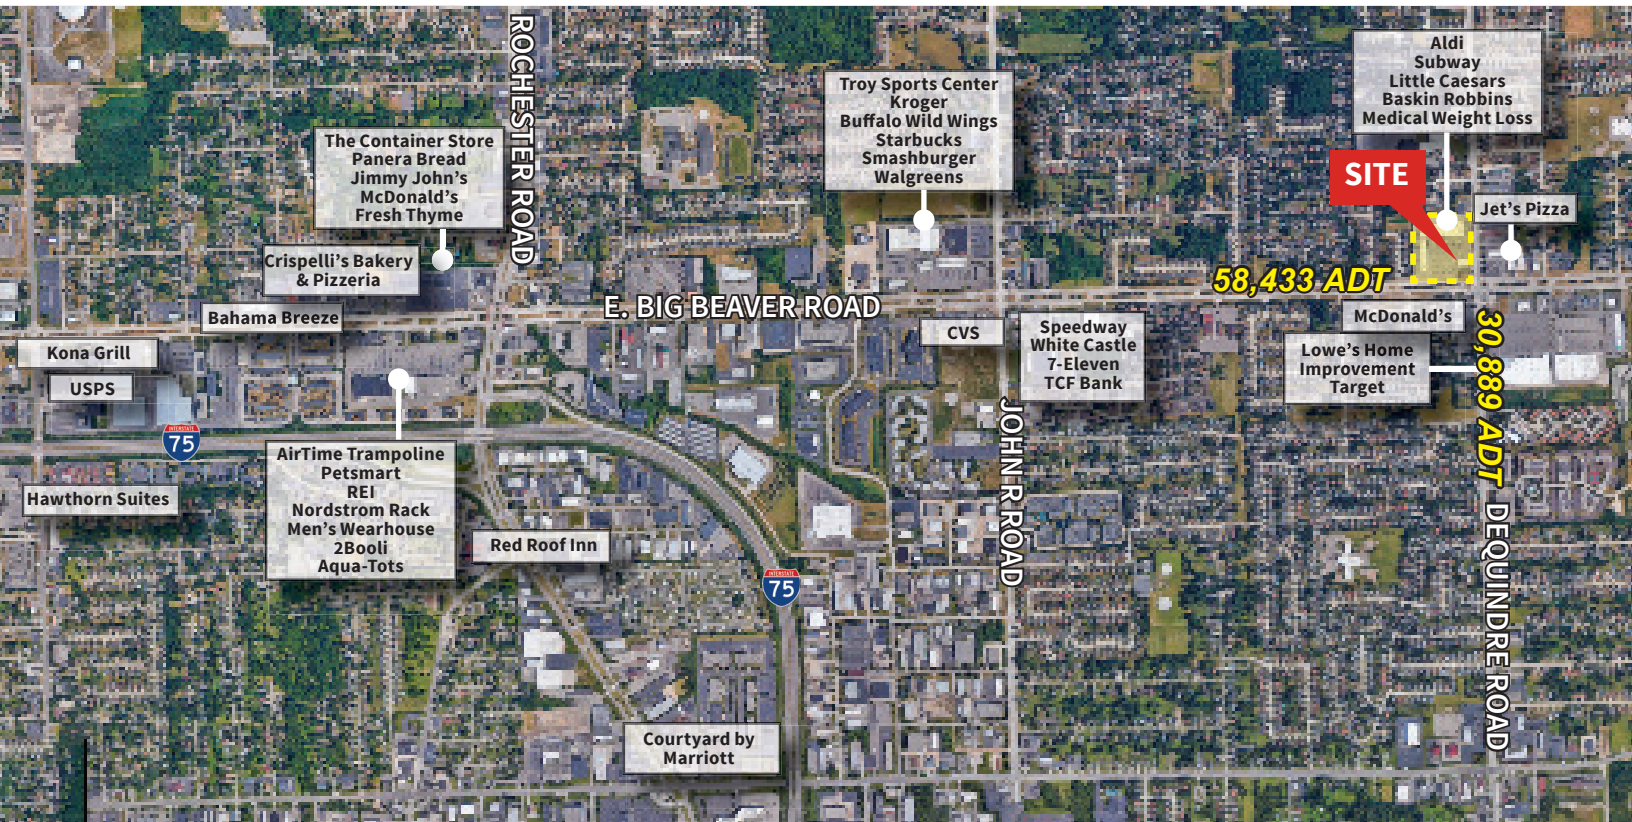 ROCHESTER ROAD
The Container Store
Panera Bread
Jimmy John's
McDonald's
Fresh Thyme
Crispelli's Bakery
& Pizzeria
Bahama Breeze
Kona Grill
USPS
INTERSTATE
75
Hawthorn Suites
AirTime Trampoline
Petsmart
REI
Nordstrom Rack
Men's Wearhouse
2Booli
Aqua-Tots
Red Roof Inn
INTERSTATE
75
Courtyard by
Marriott
E. BIG BEAVER ROAD
Troy Sports Center
Kroger
Buffalo Wild Wings
Starbucks
Smashburger
Walgreens
CVS
Speedway
White Castle
7-Eleven
TCF Bank
JOHN R ROAD
Aldi
Subway
Little Caesars
Baskin Robbins
Medical Weight Loss
SITE
Jet's Pizza
58,433 ADT
McDonald's
Lowe's Home
Improvement
Target
30,889 ADT
DEQUINDRE ROAD